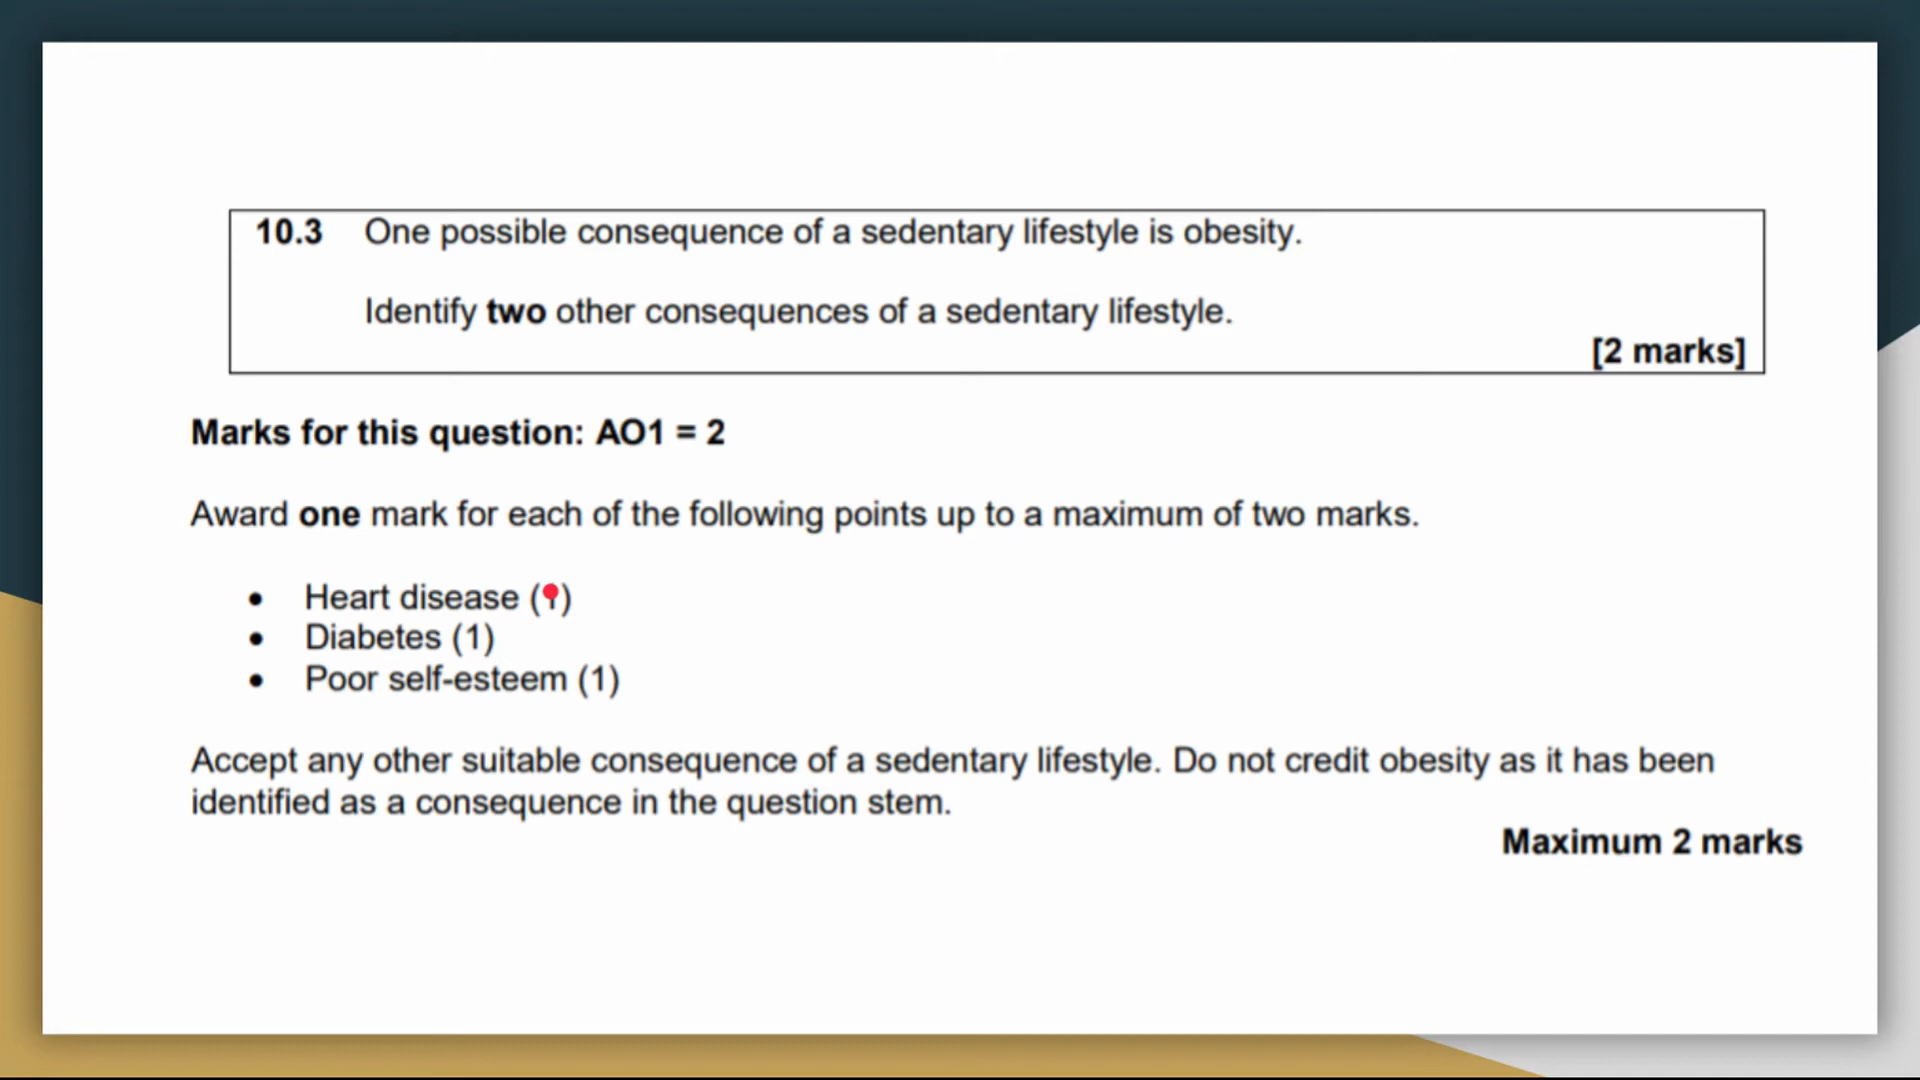 10.3 One possible consequence of a sedentary lifestyle is obesity.
Identify two other consequences of a sedentary lifestyle.
[2 marks]
Marks for this question: AO1 = 2
Award one mark for each of the following points up to a maximum of two marks.
• Heart disease (1)
• Diabetes (1)
• Poor self-esteem (1)
Accept any other suitable consequence of a sedentary lifestyle. Do not credit obesity as it has been
identified as a consequence in the question stem.
Maximum 2 marks